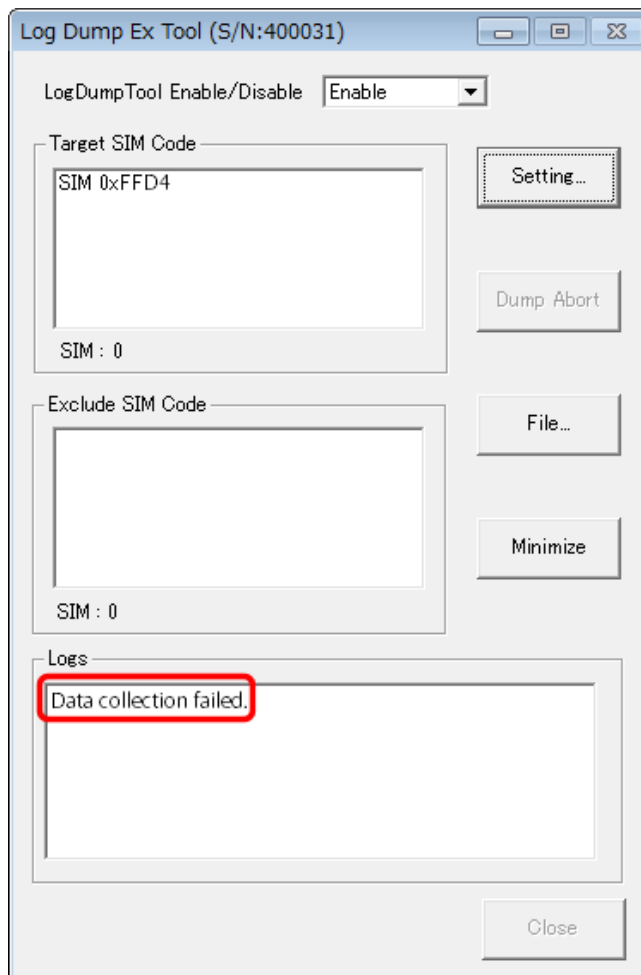 Log Dump Ex Tool (S/N:400031)
LogDumpTool Enable/Disable Enable
Target SIM Code
SIM 0xFFD4
SIM : 0
Setting...
Dump Abort
Exclude SIM Code
SIM : 0
File...
Minimize
Logs
Data collection failed.
Close